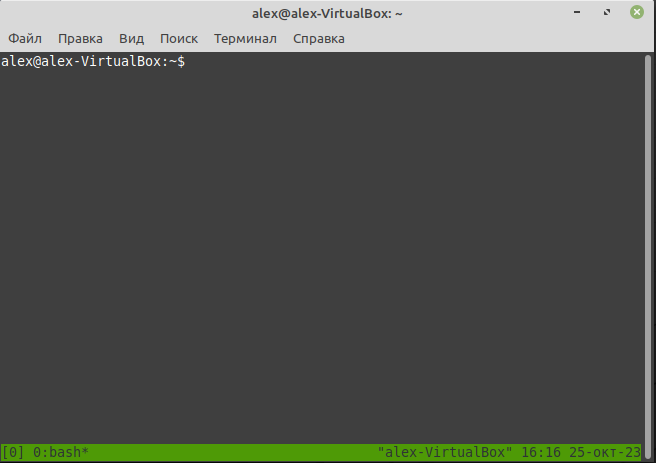 alex@alex-VirtualBox: ~
Файл Правка Вид Поиск Терминал Справка
alex@alex-VirtualBox:~$
[0] 0:bash* "alex-VirtualBox" 16:16 25-окт-23